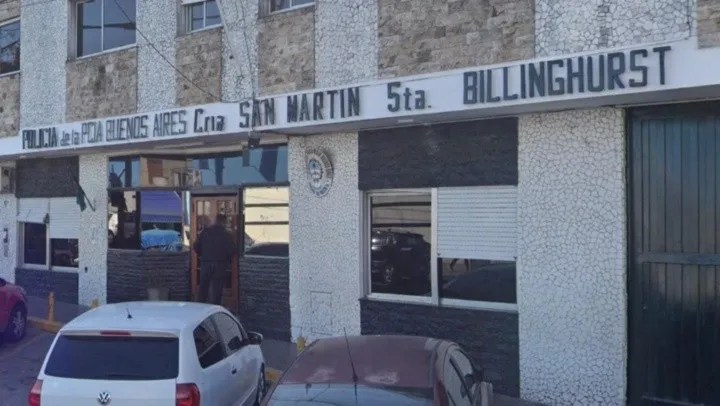 POLICIA de la PCIA BUENOS AIRES Cria SAN MARTIN 5ta. BILLINGHURST